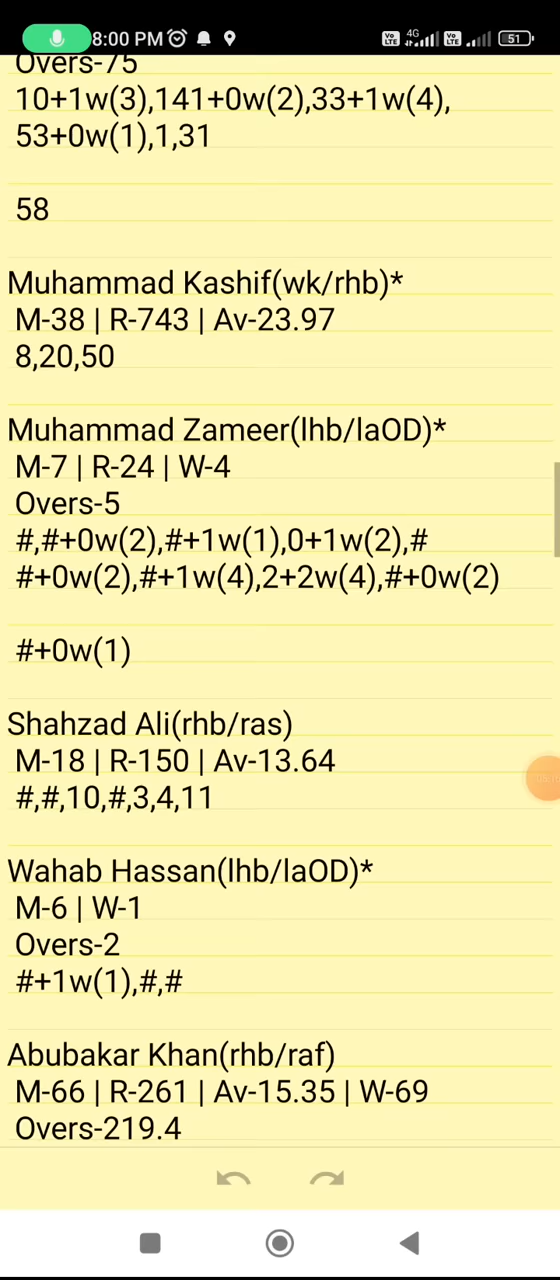 8:00 PM
Vo LTE 4G Vo LTE 51
Overs-75
10+1w(3),141+0w(2),33+1w(4),
53+0w(1),1,31
58
Muhammad Kashif(wk/rhb)*
M-38 | R-743 | Av-23.97
8,20,50
Muhammad Zameer(lhb/laOD)*
M-7 | R-24 | W-4
Overs-5
#,#+0w(2),#+1w(1),0+1w(2),#
#+0w(2),#+1w(4),2+2w(4),#+0w(2)
#+0w(1)
Shahzad Ali(rhb/ras)
M-18 | R-150 | Av-13.64
#,#,10,#,3,4,11
Wahab Hassan(lhb/laOD)*
M-6 | W-1
Overs-2
#+1w(1),#,#
Abubakar Khan(rhb/raf)
M-66 | R-261 | Av-15.35 | W-69
Overs-219.4